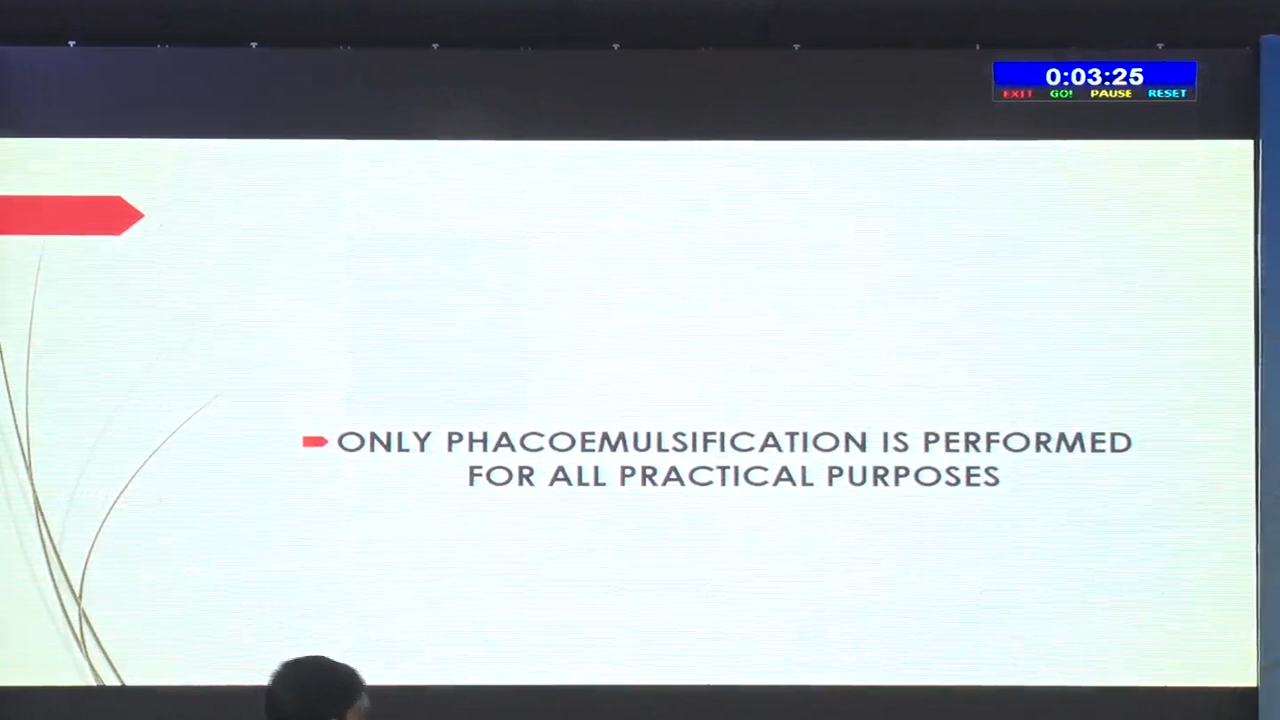 0:03:25
EXIT GO! PAUSE RESET
ONLY PHACOEMULSIFICATION IS PERFORMED
FOR ALL PRACTICAL PURPOSES